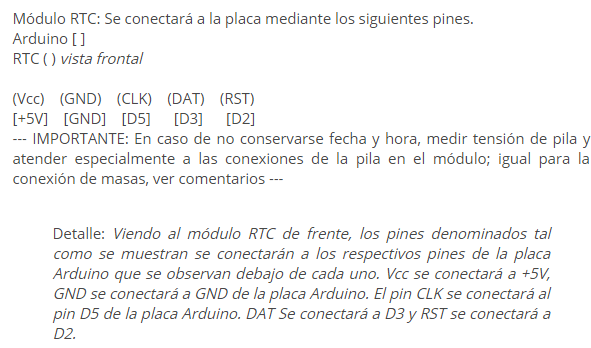 Módulo RTC: Se conectará a la placa mediante los siguientes pines.
Arduino [ ]
RTC ( ) vista frontal
(Vcc) (GND) (CLK) (DAT) (RST)
[+5V] [GND] [D5] [D3] [D2]
--- IMPORTANTE: En caso de no conservarse fecha y hora, medir tensión de pila y
atender especialmente a las conexiones de la pila en el módulo; igual para la
conexión de masas, ver comentarios ---
Detalle: Viendo al módulo RTC de frente, los pines denominados tal
como se muestran se conectarán a los respectivos pines de la placa
Arduino que se observan debajo de cada uno. Vcc se conectará a +5V,
GND se conectará a GND de la placa Arduino. El pin CLK se conectará al
pin D5 de la placa Arduino. DAT Se conectará a D3 y RST se conectará a
D2.